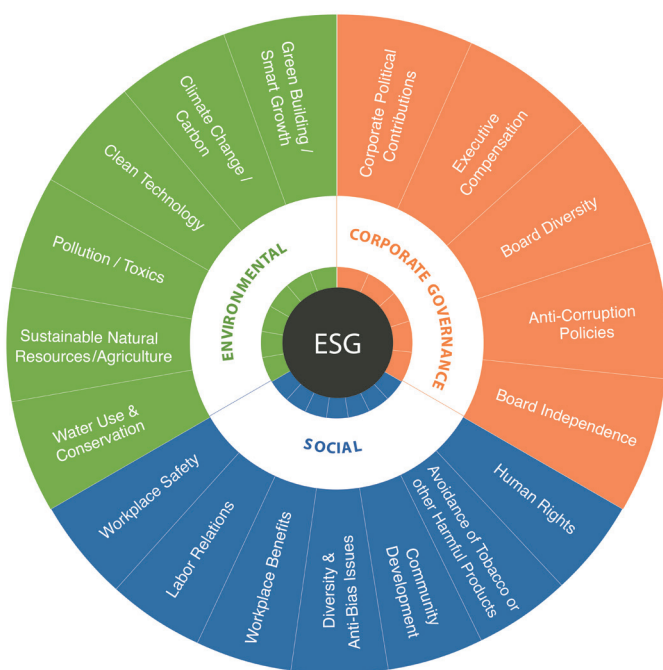 ESG
ENVIRONMENTAL
CORPORATE GOVERNANCE
SOCIAL
Green Building /
Smart Growth
Climate Change /
Carbon
Clean Technology
Pollution / Toxics
Sustainable Natural
Resources/Agriculture
Water Use &
Conservation
Corporate Political
Contributions
Executive
Compensation
Board Diversity
Anti-Corruption
Policies
Board Independence
Human Rights
Avoidance of Tobacco or
other Harmful Products
Community
Development
Diversity &
Anti-Bias Issues
Workplace Benefits
Labor Relations
Workplace Safety